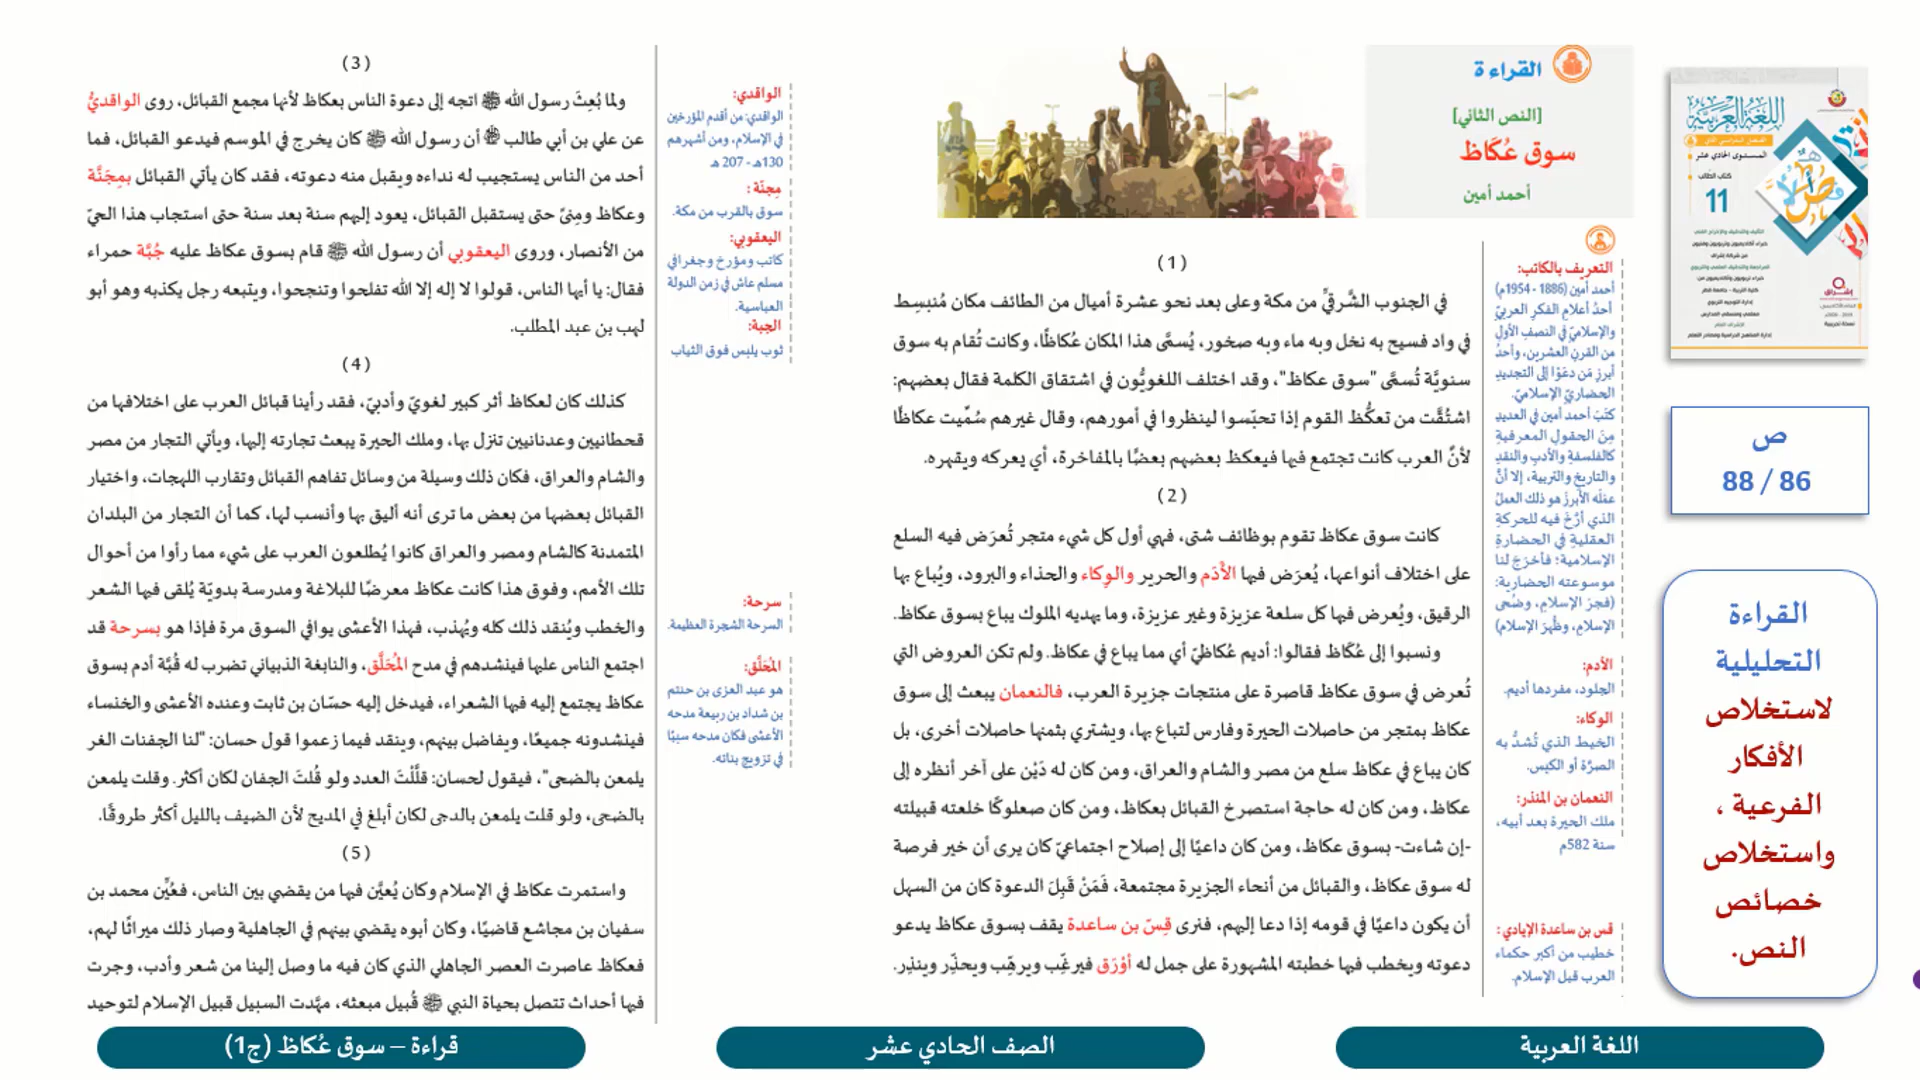 القراءة
[النص الثاني]
سوق عُكَاظ
أحمد أمين
(1)
في الجنوب الشَّرقيِّ من مكة وعلى بعد نحو عشرة أميال من الطائف مكان مُنبسِط
في واد فسيح به نخل وبه ماء وبه صخور، يُسمَّى هذا المكان عُكاظًا، وكانت تُقام به سوق
سنويَّة تُسمَّى "سوق عكاظ"، وقد اختلف اللغويُّون في اشتقاق الكلمة فقال بعضهم:
اشتُقَّت من تعكُّظ القوم إذا تحبّسوا لينظروا في أمورهم، وقال غيرهم سُمِّيت عكاظًا
لأنَّ العرب كانت تجتمع فيها فيعكظ بعضهم بعضًا بالمفاخرة، أي يعركه ويقهره.
(2)
كانت سوق عكاظ تقوم بوظائف شتى، فهي أول كل شيء متجر تُعرَض فيه السلع
على اختلاف أنواعها، يُعرَض فيها الأَدَم والحرير والوِكاء والحذاء والبرود، ويُباع بها
الرقيق، ويُعرض فيها كل سلعة عزيزة وغير عزيزة، وما يهديه الملوك يباع بسوق عكاظ.
ونسبوا إلى عُكَاظ فقالوا: أديم عُكاظيّ أي مما يباع في عكاظ. ولم تكن العروض التي
تُعرض في سوق عكاظ قاصرة على منتجات جزيرة العرب، فالنعمان يبعث إلى سوق
عكاظ بمتجر من حاصلات الحيرة وفارس لتباع بها، ويشتري بثمنها حاصلات أخرى، بل
كان يباع في عكاظ سلع من مصر والشام والعراق، ومن كان له دَيْن على آخر أنظره إلى
عكاظ، ومن كان له حاجة استصرخ القبائل بعكاظ، ومن كان صعلوكًا خلعته قبيلته
-إن شاءت- بسوق عكاظ، ومن كان داعيًا إلى إصلاح اجتماعيّ كان يرى أن خير فرصة
له سوق عكاظ، والقبائل من أنحاء الجزيرة مجتمعة، فَمَنْ قَبِلَ الدعوة كان من السهل
أن يكون داعيًا في قومه إذا دعا إليهم، فنرى قِسّ بن ساعدة يقف بسوق عكاظ يدعو
دعوته ويخطب فيها خطبته المشهورة على جمل له أوْرَق فيرغّب ويرهّب ويحذّر وينذِر.
التعريف بالكاتب:
أحمد أمين (1886 - 1954م)
أحدُ أعلامِ الفكرِ العربيِّ
والإسلاميّ في النصف الأولِ
من القرن العشرين، وأحدُ
أبرزِ مَن دعَوْا إلى التجديدِ
الحضاريّ الإسلاميّ.
كتَبَ أحمد أمين في العديدِ
مِنَ الحقولِ المعرفيةِ
كالفلسفةِ والأدبِ والنقدِ
والتاريخِ والتربية، إلا أنَّ
عملَه الأبرزَ هو ذلك العملُ
الذي أرَّخَ فيه للحركةِ
العقليةِ في الحضارةِ
الإسلامية؛ فأخرجَ لنا
موسوعته الحضارية:
(فجرَ الإسلامِ، وضُحى
الإسلامِ، وظُهرَ الإسلامِ)
الأدم:
الجلود، مفردها أديم.
الوكاء:
الخيط الذي تُشدُّ به
الصرَّة أو الكيس.
النعمان بن المنذر:
ملك الحيرة بعد أبيه،
سنة 582م
قس بن ساعدة الإيادي:
خطيب من أكبر حكماء
العرب قبل الإسلام.
(3)
ولما بُعِثَ رسول الله ﷺ اتجه إلى دعوة الناس بعكاظ لأنها مجمع القبائل، روى الواقديُّ
عن علي بن أبي طالب أن رسول الله ﷺ كان يخرج في الموسم فيدعو القبائل، فما
أحد من الناس يستجيب له نداءه ويقبل منه دعوته، فقد كان يأتي القبائل بمِجَنَّة
وعكاظ ومِنىً حتى يستقبل القبائل، يعود إليهم سنة بعد سنة حتى استجاب هذا الحيّ
من الأنصار، وروى اليعقوبي أن رسول الله ﷺ قام بسوق عكاظ عليه جُبَّة حمراء
فقال: يا أيها الناس، قولوا لا إله إلا الله تفلحوا وتنجحوا، ويتبعه رجل يكذبه وهو أبو
لهب بن عبد المطلب.
(4)
كذلك كان لعكاظ أثر كبير لغويّ وأدبيّ، فقد رأينا قبائل العرب على اختلافها من
قحطانيين وعدنانيين تنزل بها، وملك الحيرة يبعث تجارته إليها، ويأتي التجار من مصر
والشام والعراق، فكان ذلك وسيلة من وسائل تفاهم القبائل وتقارب اللهجات، واختيار
القبائل بعضها من بعض ما ترى أنه أليق بها وأنسب لها، كما أن التجار من البلدان
المتمدنة كالشام ومصر والعراق كانوا يُطلعون العرب على شيء مما رأوا من أحوال
تلك الأمم، وفوق هذا كانت عكاظ معرضًا للبلاغة ومدرسة بدويّة يُلقى فيها الشعر
والخطب ويُنقد ذلك كله ويُهذب، فهذا الأعشى يوافي السوق مرة فإذا هو بسرحة قد
اجتمع الناس عليها فينشدهم في مدح المُحَلَّق، والنابغة الذبياني تضرب له قُبَّة أدم بسوق
عكاظ يجتمع إليه فيها الشعراء، فيدخل إليه حسّان بن ثابت وعنده الأعشى والخنساء
فينشدونه جميعًا، ويفاضل بينهم، وينقد فيما زعموا قول حسان: "لنا الجفنات الغر
يلمعن بالضحى"، فيقول لحسان: قلَّلْتَ العدد ولو قُلتَ الجفان لكان أكثر. وقلت يلمعن
بالضحى، ولو قلت يلمعن بالدجى لكان أبلغ في المديح لأن الضيف بالليل أكثر طروقًا.
(5)
واستمرت عكاظ في الإسلام وكان يُعيَّن فيها من يقضي بين الناس، فعُيِّن محمد بن
سفيان بن مجاشع قاضيًا، وكان أبوه يقضي بينهم في الجاهلية وصار ذلك ميراثًا لهم،
فعكاظ عاصرت العصر الجاهلي الذي كان فيه ما وصل إلينا من شعر وأدب، وجرت
فيها أحداث تتصل بحياة النبي ﷺ قُبيل مبعثه، مهَّدت السبيل قبيل الإسلام لتوحيد
الواقدي:
الواقدي: من أقدم المؤرخين
في الإسلام، ومن أشهرهم
130هـ - 207 هـ
مِجنّة :
سوق بالقرب من مكة.
اليعقوبي:
كاتب ومؤرخ وجغرافي
مسلم عاش في زمن الدولة
العباسية.
الجبة:
ثوب يلبس فوق الثياب
سرحة:
السرحة الشجرة العظيمة.
المُحَلَّق:
هو عبد العزى بن حنتم
بن شداد بن ربيعة مدحه
الأعشى فكان مدحه سببًا
في تزويج بناته.
اللغة العربية
المستوى الحادي عشر
كتاب الطالب
11
ص
88 / 86
القراءة
التحليلية
لاستخلاص
الأفكار
الفرعية ،
واستخلاص
خصائص
النص.
اللغة العربية
الصف الحادي عشر
قراءة – سوق عُكاظ (ج1)